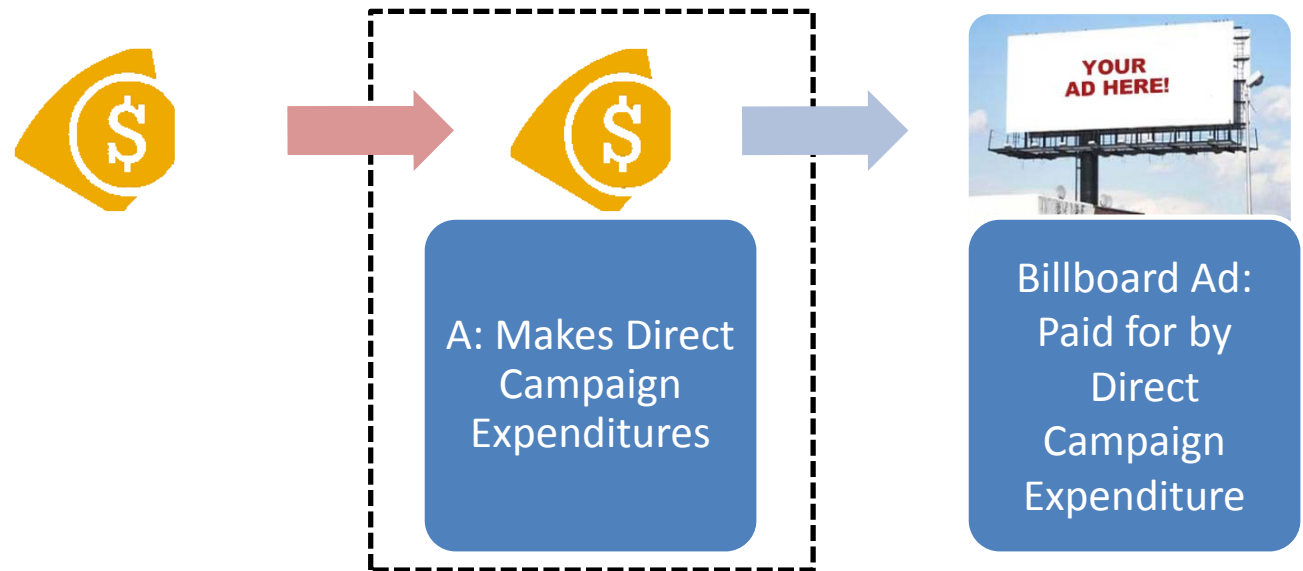 $
$
YOUR
AD HERE!
A: Makes Direct
Campaign
Expenditures
Billboard Ad:
Paid for by
Direct
Campaign
Expenditure